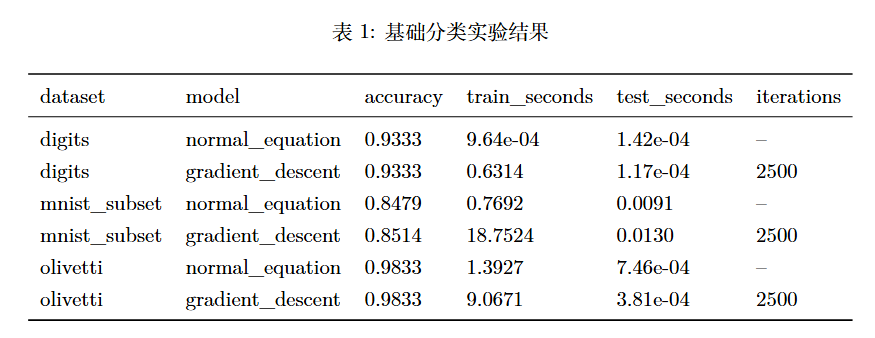 表 1: 基础分类实验结果
dataset model accuracy train_seconds test_seconds iterations
digits normal_equation 0.9333 9.64e-04 1.42e-04 –
digits gradient_descent 0.9333 0.6314 1.17e-04 2500
mnist_subset normal_equation 0.8479 0.7692 0.0091 –
mnist_subset gradient_descent 0.8514 18.7524 0.0130 2500
olivetti normal_equation 0.9833 1.3927 7.46e-04 –
olivetti gradient_descent 0.9833 9.0671 3.81e-04 2500